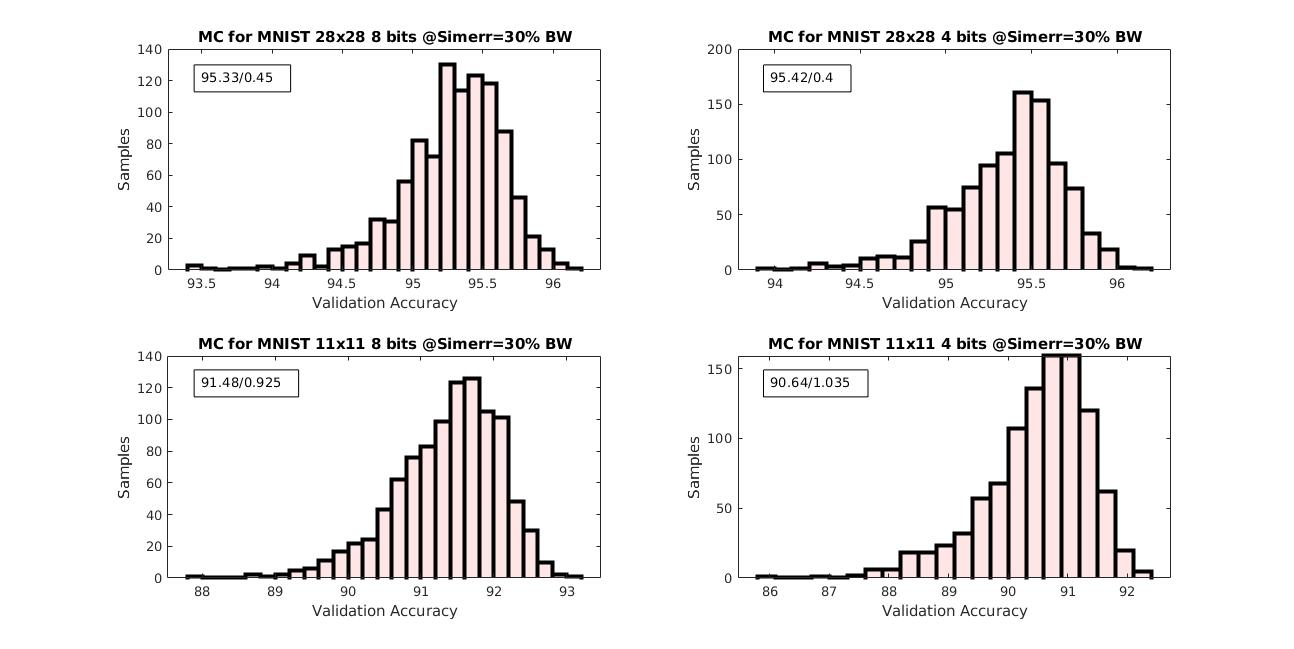 MC for MNIST 28x28 8 bits @Simerr=30% BW
140
120
100
80
60
40
20
0
Samples
95.33/0.45
93.5 94 94.5 95 95.5 96
Validation Accuracy
MC for MNIST 28x28 4 bits @Simerr=30% BW
200
150
100
50
0
Samples
95.42/0.4
94 94.5 95 95.5 96
Validation Accuracy
MC for MNIST 11x11 8 bits @Simerr=30% BW
140
120
100
80
60
40
20
0
Samples
91.48/0.925
88 89 90 91 92 93
Validation Accuracy
MC for MNIST 11x11 4 bits @Simerr=30% BW
150
100
50
0
Samples
90.64/1.035
86 87 88 89 90 91 92
Validation Accuracy